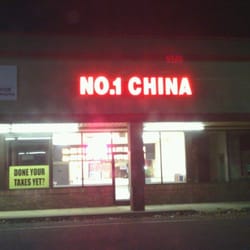 NO.1 CHINA
DONE YOUR
TAXES YET?